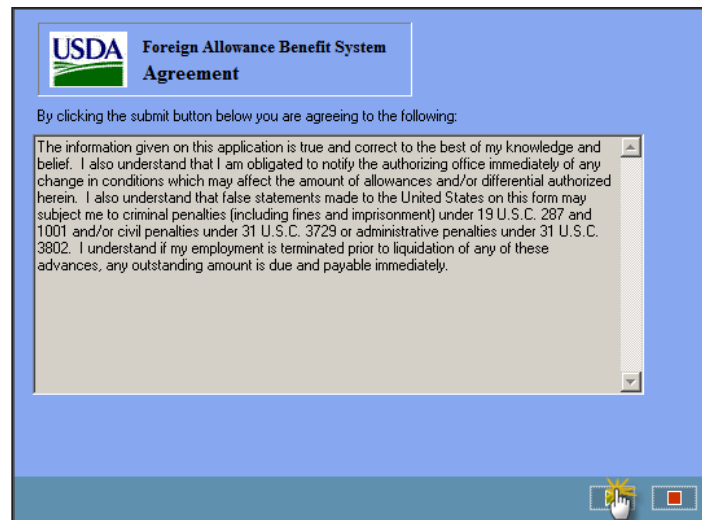 USDA
Foreign Allowance Benefit System
Agreement
By clicking the submit button below you are agreeing to the following:
The information given on this application is true and correct to the best of my knowledge and
belief.  I also understand that I am obligated to notify the authorizing office immediately of any
change in conditions which may affect the amount of allowances and/or differential authorized
herein.  I also understand that false statements made to the United States on this form may
subject me to criminal penalties (including fines and imprisonment) under 19 U.S.C. 287 and
1001 and/or civil penalties under 31 U.S.C. 3729 or administrative penalties under 31 U.S.C.
3802.  I understand if my employment is terminated prior to liquidation of any of these
advances, any outstanding amount is due and payable immediately.